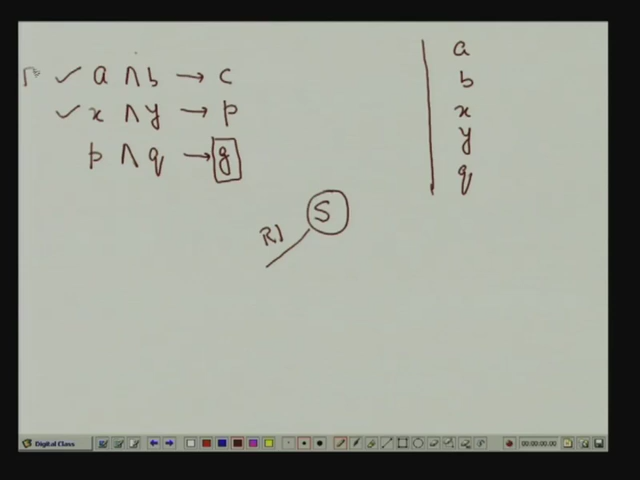 ✓ a ∧ b → c
✓ x ∧ y → p
p ∧ q → g
a
b
x
y
q
S
R1
Digital Class
00:00:00.00